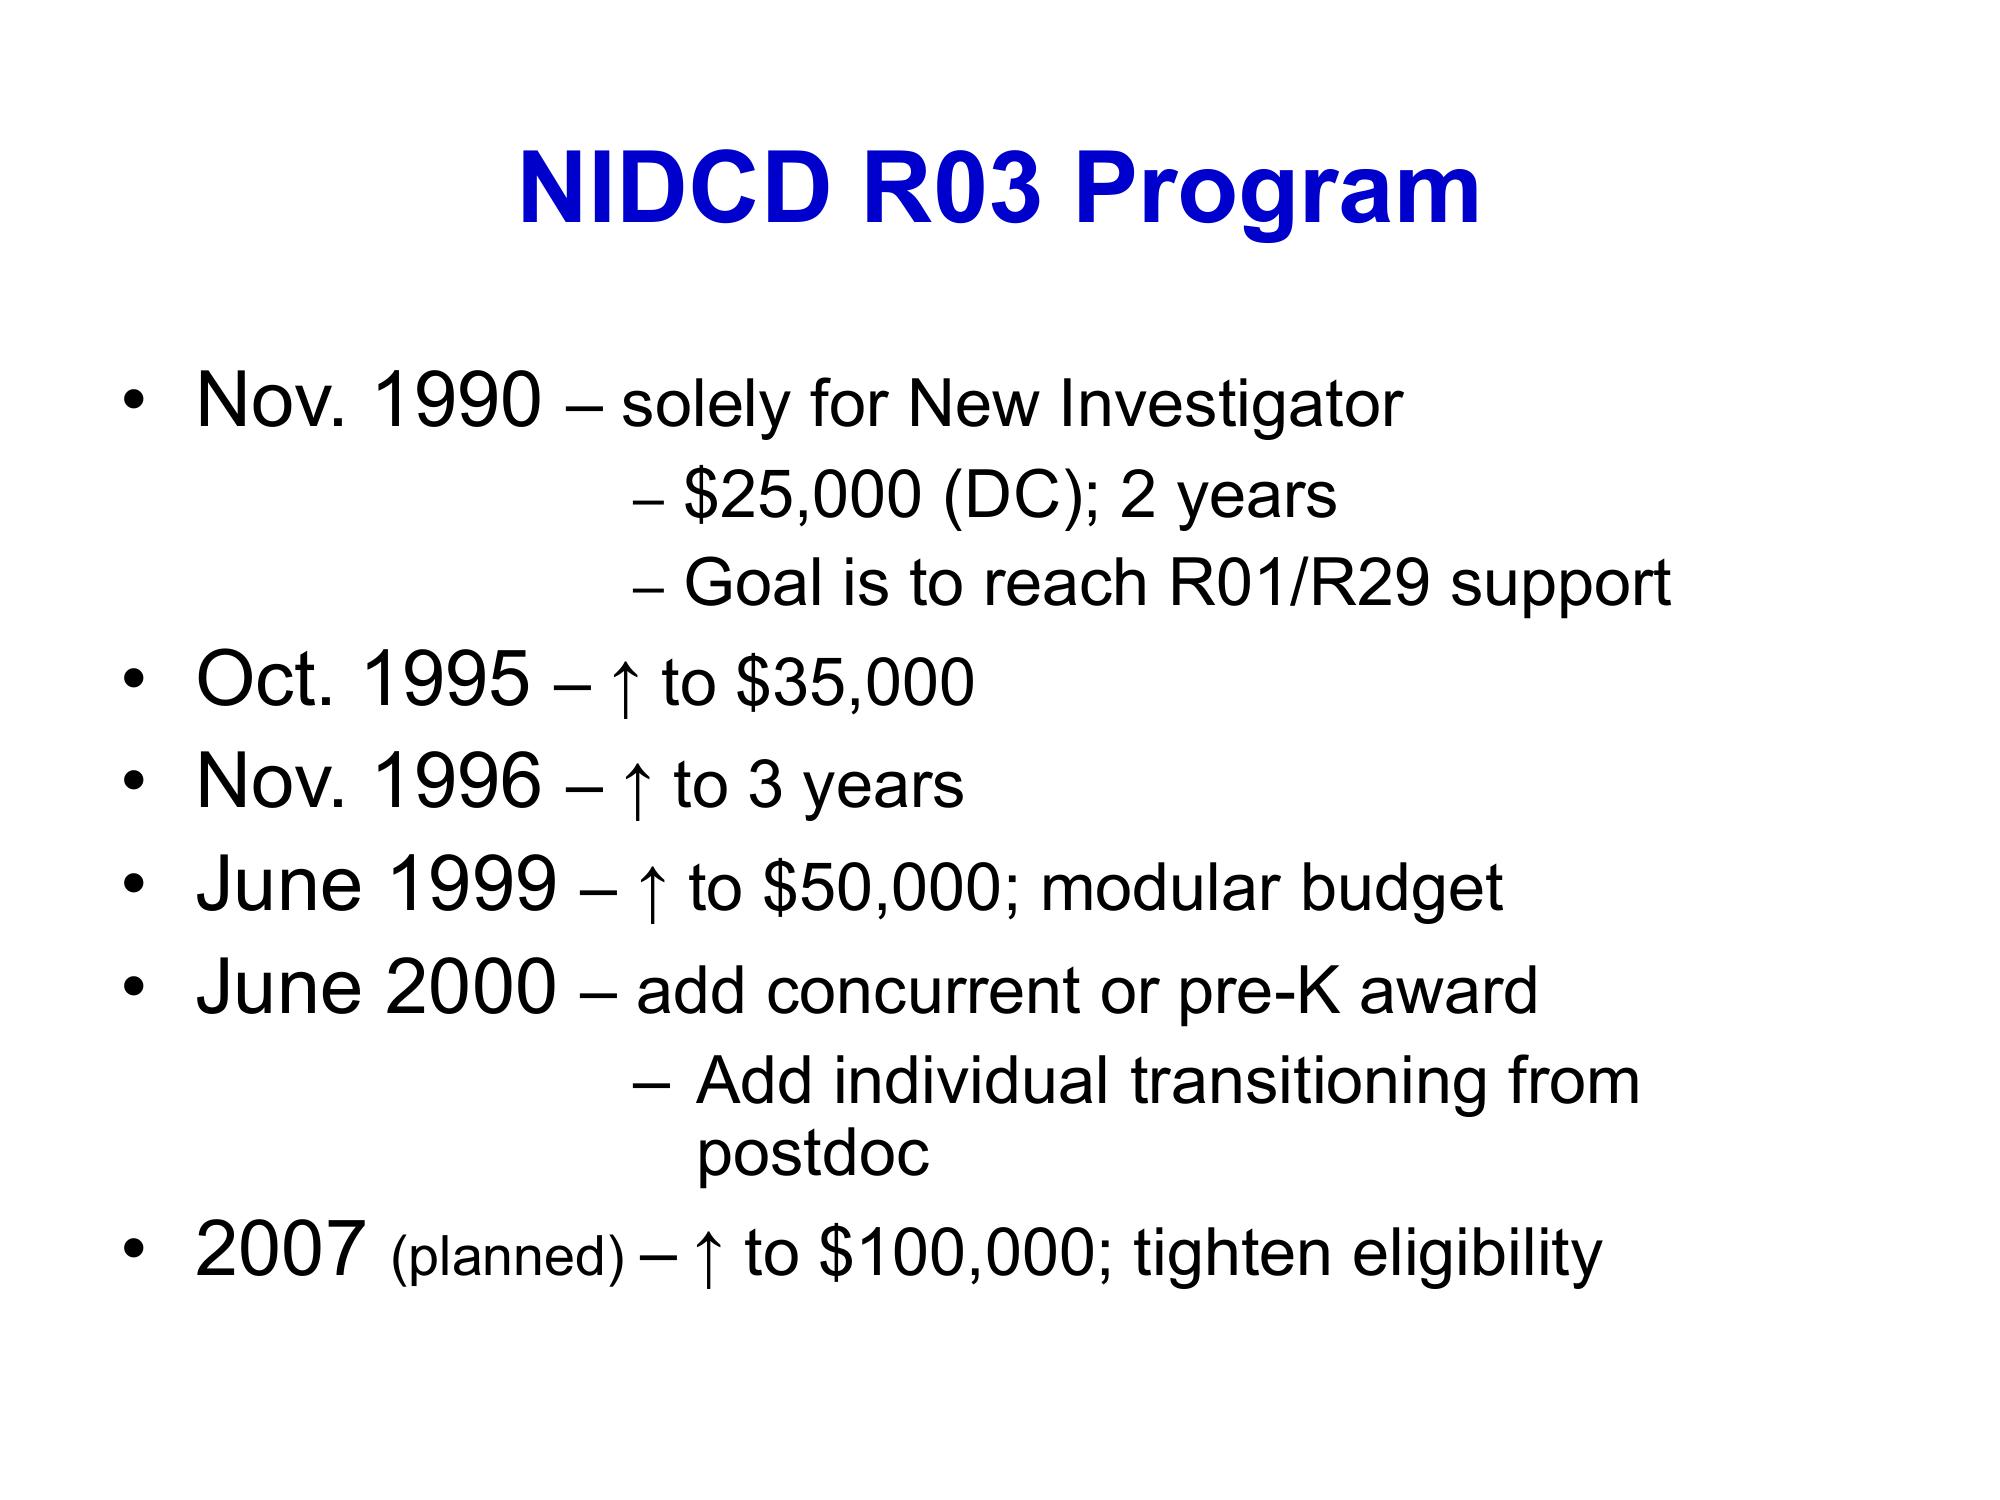 NIDCD R03 Program
• Nov. 1990 – solely for New Investigator
– $25,000 (DC); 2 years
– Goal is to reach R01/R29 support
• Oct. 1995 – ↑ to $35,000
• Nov. 1996 – ↑ to 3 years
• June 1999 – ↑ to $50,000; modular budget
• June 2000 – add concurrent or pre-K award
– Add individual transitioning from
postdoc
• 2007 (planned) – ↑ to $100,000; tighten eligibility